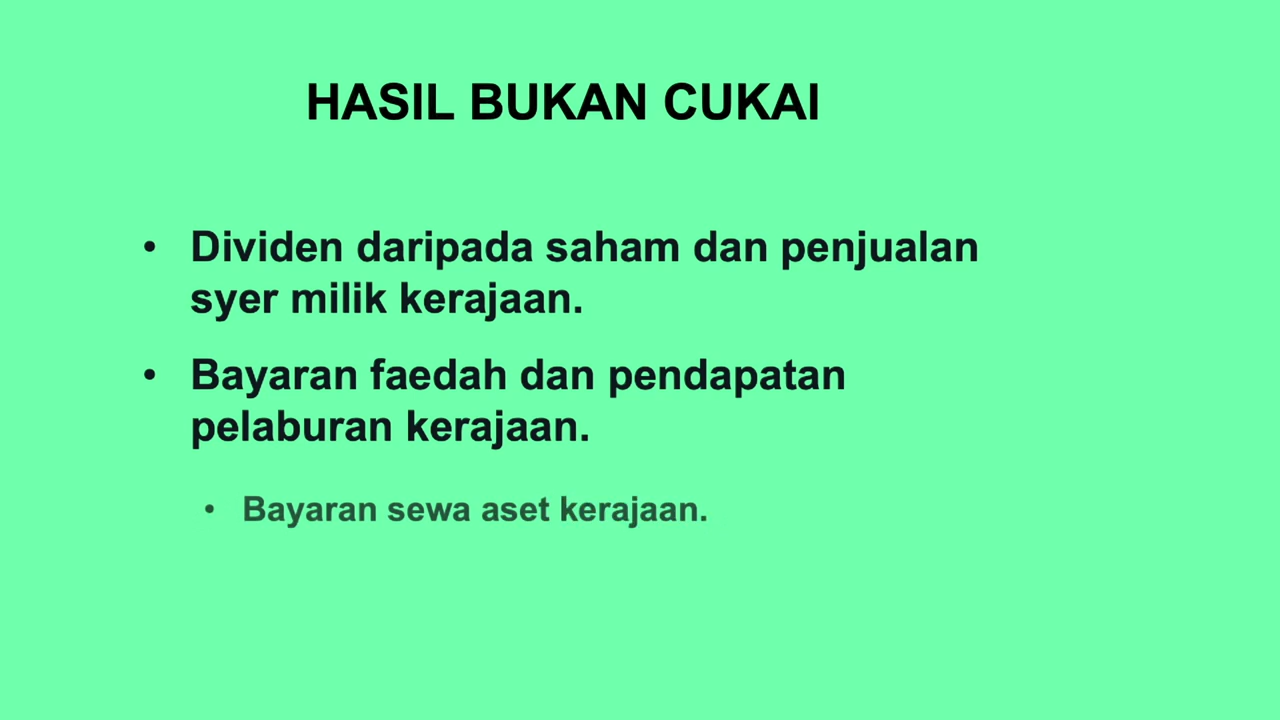 HASIL BUKAN CUKAI
• Dividen daripada saham dan penjualan
syer milik kerajaan.
• Bayaran faedah dan pendapatan
pelaburan kerajaan.
• Bayaran sewa aset kerajaan.